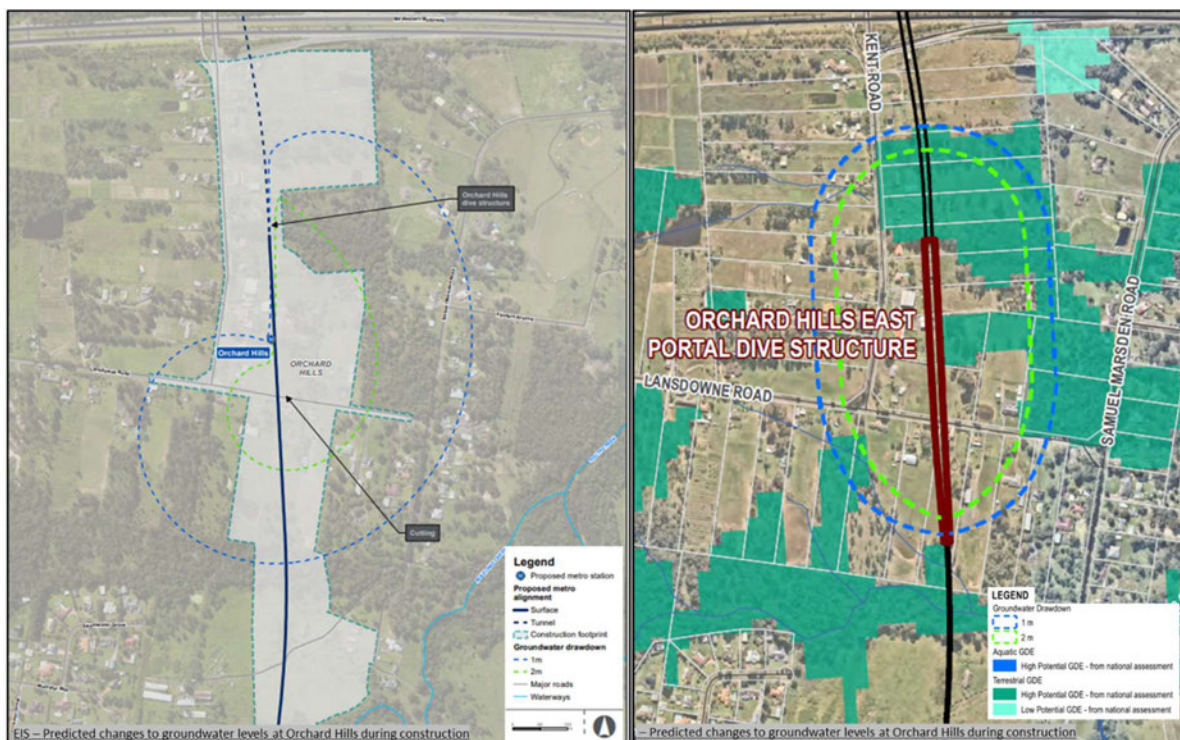 Orchard Hills
dive structure
Orchard Hills
ORCHARD
HILLS
Cutting
Legend
Proposed metro station
Proposed metro
alignment
Surface
Tunnel
Construction footprint
Groundwater drawdown
1m
2m
Major roads
Waterways
EIS – Predicted changes to groundwater levels at Orchard Hills during construction
KENT ROAD
ORCHARD HILLS EAST
PORTAL DIVE STRUCTURE
LANSDOWNE ROAD
SAMUEL MARSDEN ROAD
LEGEND
Groundwater Drawdown
1 m
2 m
Aquatic GDE
High Potential GDE - from national assessment
Terrestrial GDE
High Potential GDE - from national assessment
Low Potential GDE - from national assessment
– Predicted changes to groundwater levels at Orchard Hills during construction